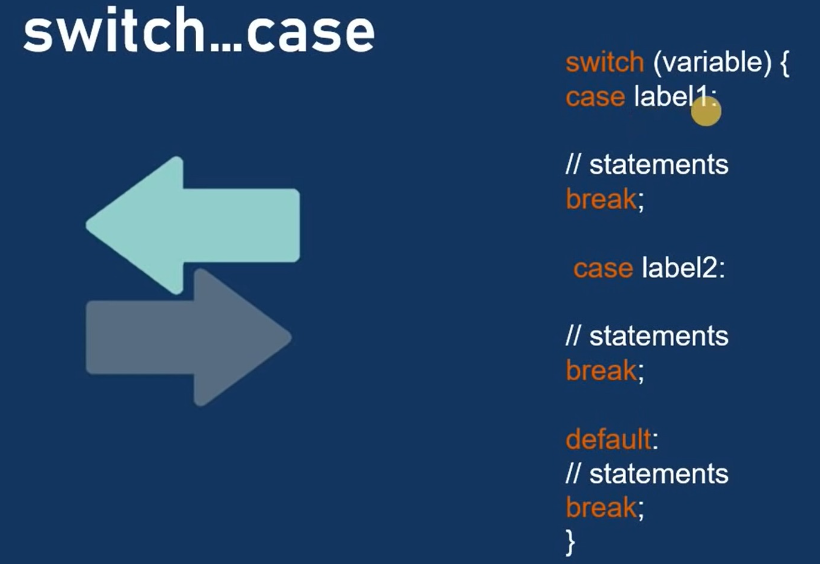 switch...case
switch (variable) {
case label1:
// statements
break;
case label2:
// statements
break;
default:
// statements
break;
}